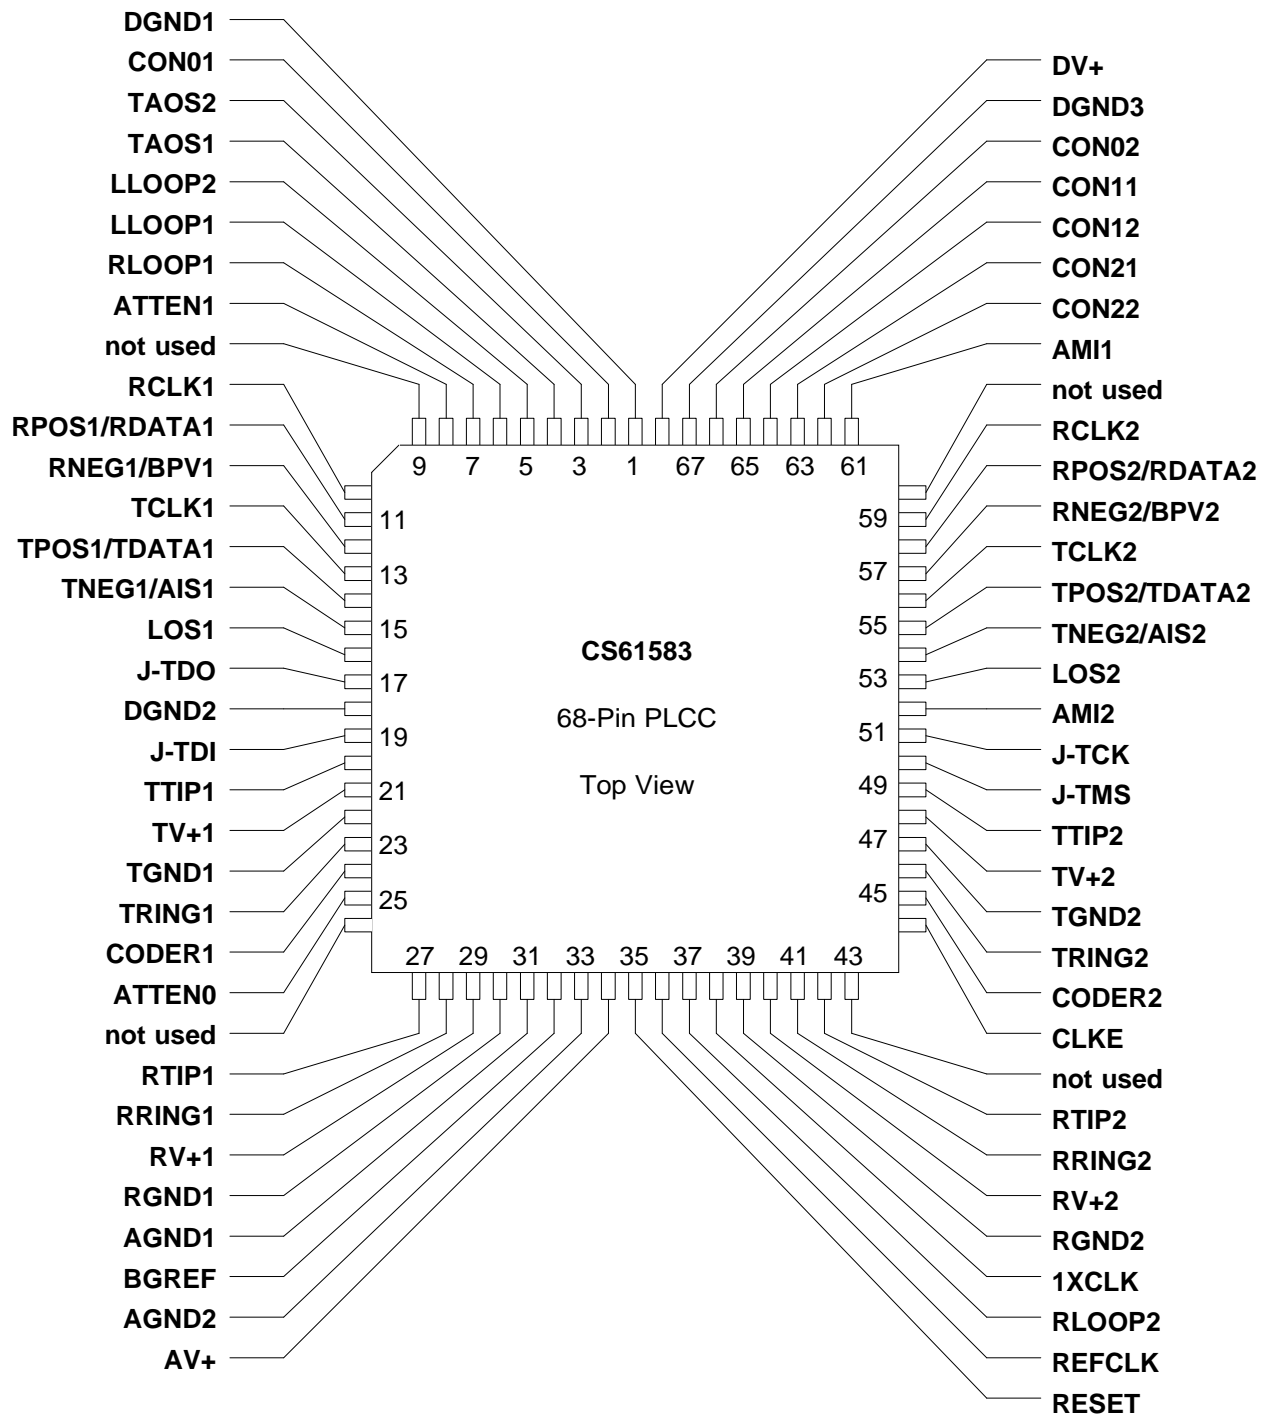 DGND1
CON01
TAOS2
TAOS1
LLOOP2
LLOOP1
RLOOP1
ATTEN1
not used
RCLK1
RPOS1/RDATA1
RNEG1/BPV1
TCLK1
TPOS1/TDATA1
TNEG1/AIS1
LOS1
J-TDO
DGND2
J-TDI
TTIP1
TV+1
TGND1
TRING1
CODER1
ATTEN0
not used
RTIP1
RRING1
RV+1
RGND1
AGND1
BGREF
AGND2
AV+
9 7 5 3 1 67 65 63 61
11
13
15
17
19
21
23
25
CS61583
68-Pin PLCC
Top View
59
57
55
53
51
49
47
45
27 29 31 33 35 37 39 41 43
DV+
DGND3
CON02
CON11
CON12
CON21
CON22
AMI1
not used
RCLK2
RPOS2/RDATA2
RNEG2/BPV2
TCLK2
TPOS2/TDATA2
TNEG2/AIS2
LOS2
AMI2
J-TCK
J-TMS
TTIP2
TV+2
TGND2
TRING2
CODER2
CLKE
not used
RTIP2
RRING2
RV+2
RGND2
1XCLK
RLOOP2
REFCLK
RESET